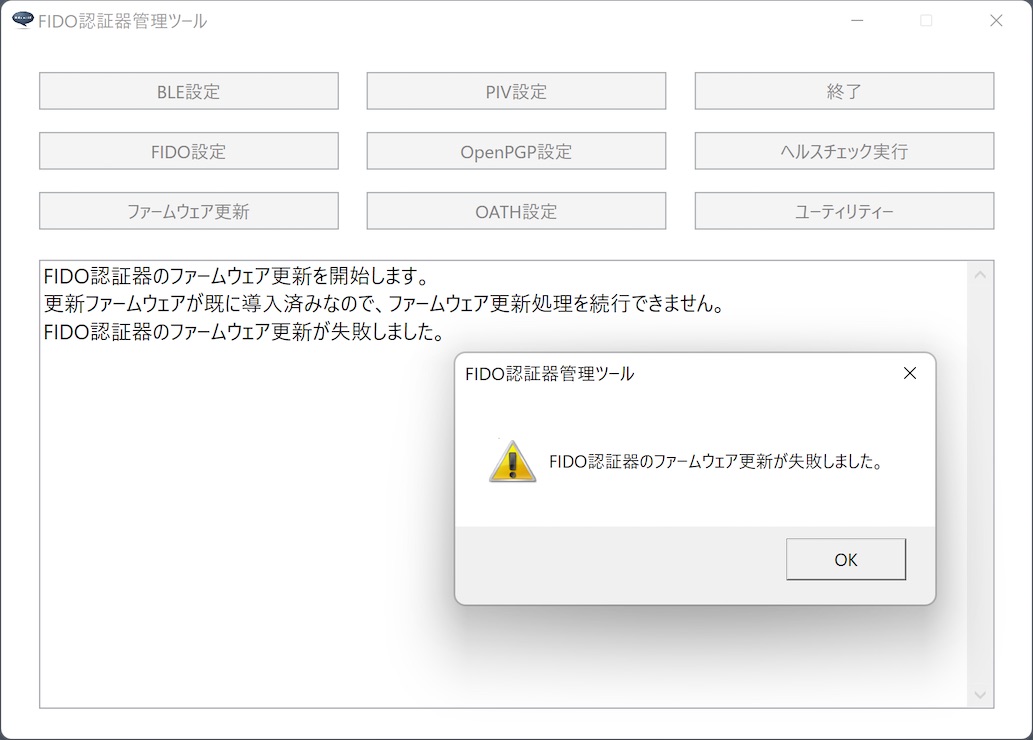 FIDO認証器管理ツール
BLE設定
PIV設定
終了
FIDO設定
OpenPGP設定
ヘルスチェック実行
ファームウェア更新
OATH設定
ユーティリティー
FIDO認証器のファームウェア更新を開始します。
更新ファームウェアが既に導入済みなので、ファームウェア更新処理を続行できません。
FIDO認証器のファームウェア更新が失敗しました。
FIDO認証器管理ツール
FIDO認証器のファームウェア更新が失敗しました。
OK